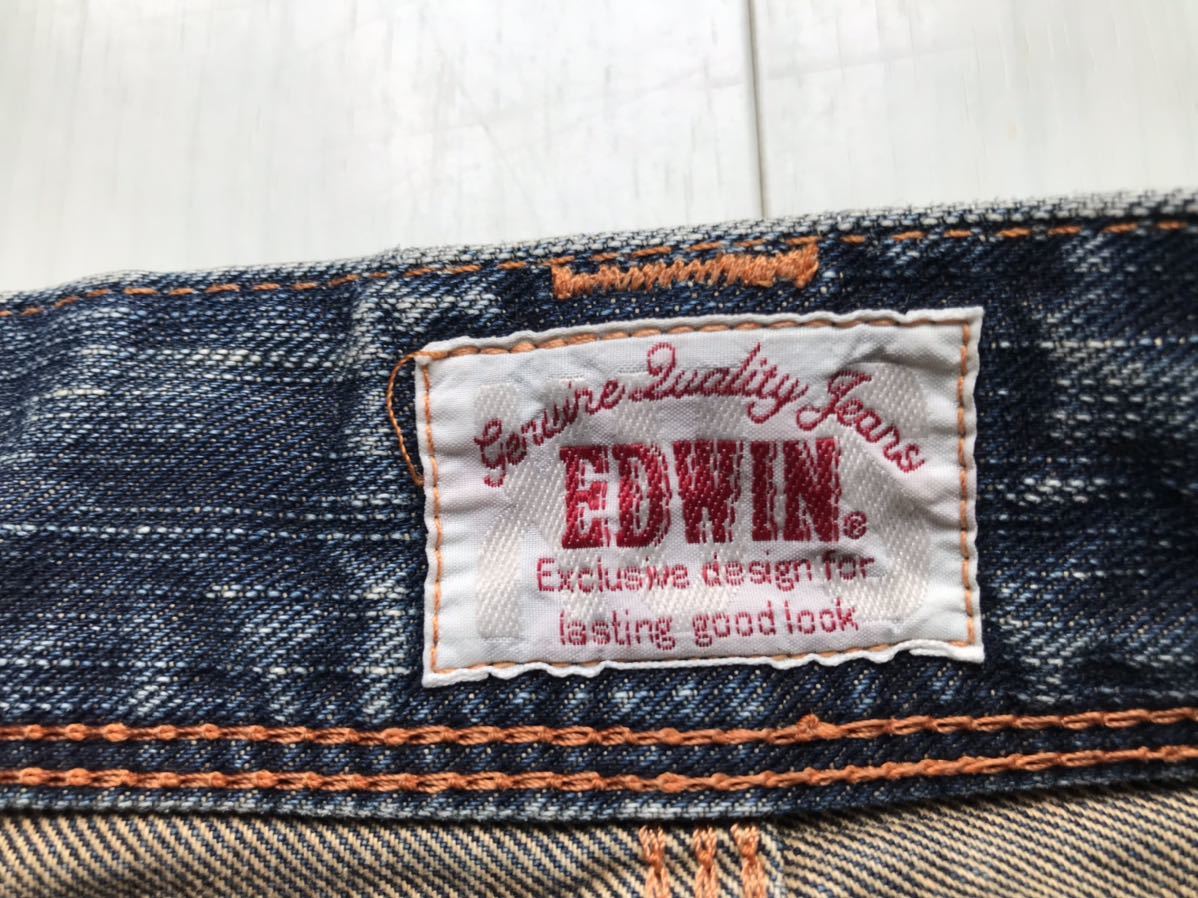 Genuine Quality Jeans
EDWIN®
Exclusive design for
lasting good look